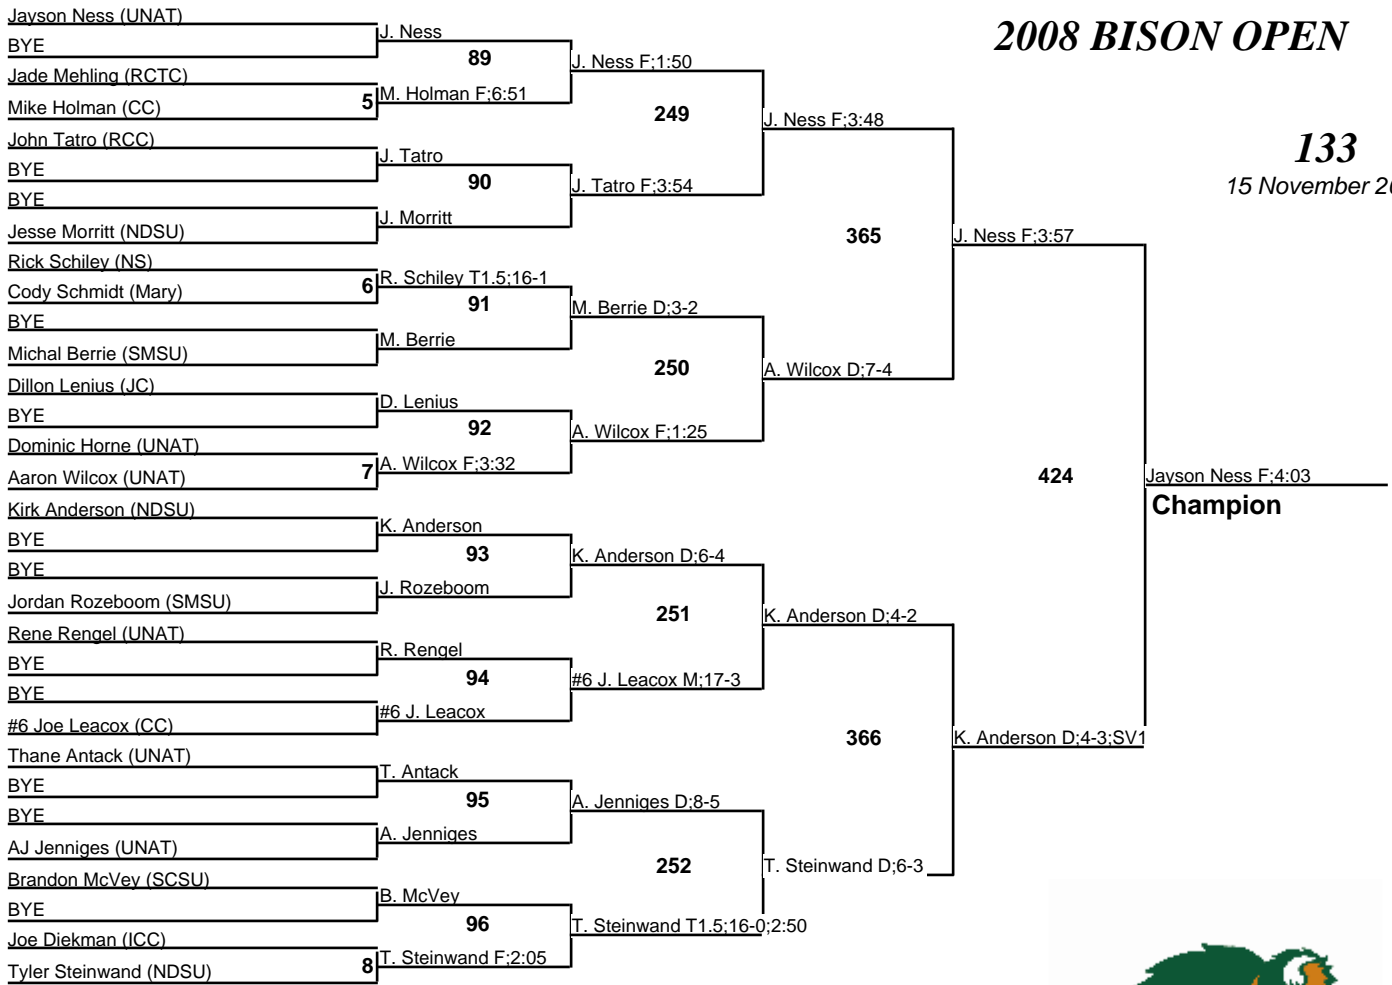 2008 BISON OPEN
133
15 November 20
Jayson Ness (UNAT)
BYE
Jade Mehling (RCTC)
Mike Holman (CC)
John Tatro (RCC)
BYE
BYE
Jesse Morritt (NDSU)
Rick Schiley (NS)
Cody Schmidt (Mary)
BYE
Michal Berrie (SMSU)
Dillon Lenius (JC)
BYE
Dominic Horne (UNAT)
Aaron Wilcox (UNAT)
Kirk Anderson (NDSU)
BYE
BYE
Jordan Rozeboom (SMSU)
Rene Rengel (UNAT)
BYE
BYE
#6 Joe Leacox (CC)
Thane Antack (UNAT)
BYE
BYE
AJ Jenniges (UNAT)
Brandon McVey (SCSU)
BYE
Joe Diekman (ICC)
Tyler Steinwand (NDSU)
5
6
7
8
J. Ness
89
M. Holman F;6:51
J. Tatro
90
J. Morritt
R. Schiley T1.5;16-1
91
M. Berrie
D. Lenius
92
A. Wilcox F;3:32
K. Anderson
93
J. Rozeboom
R. Rengel
94
#6 J. Leacox
T. Antack
95
A. Jenniges
B. McVey
96
T. Steinwand F;2:05
J. Ness F;1:50
249
J. Tatro F;3:54
M. Berrie D;3-2
250
A. Wilcox F;1:25
K. Anderson D;6-4
251
#6 J. Leacox M;17-3
A. Jenniges D;8-5
252
T. Steinwand T1.5;16-0;2:50
J. Ness F;3:48
365
A. Wilcox D;7-4
K. Anderson D;4-2
366
T. Steinwand D;6-3
J. Ness F;3:57
424
K. Anderson D;4-3;SV1
Jayson Ness F;4:03
Champion